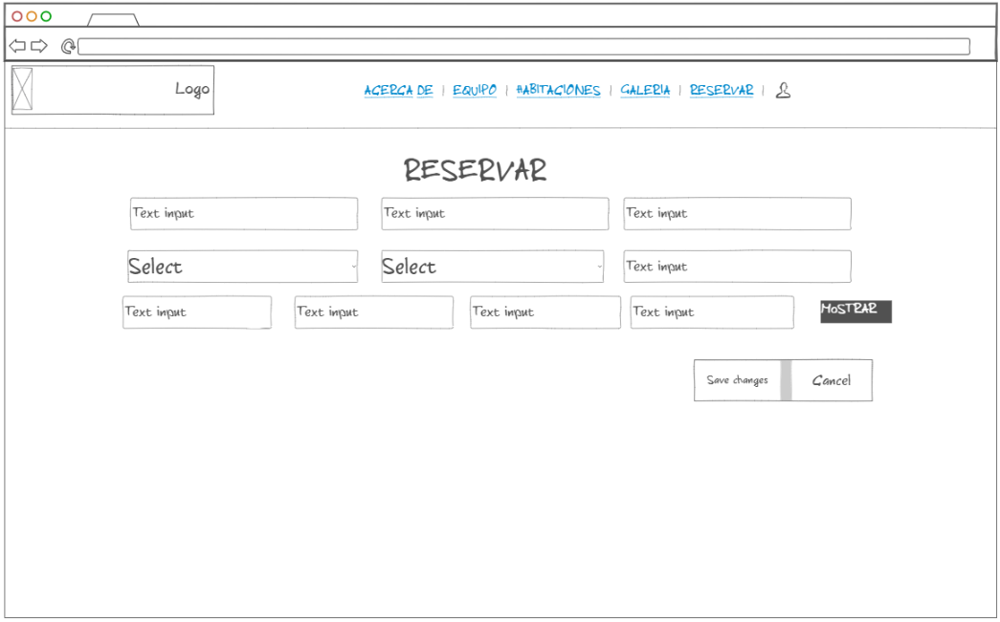 Logo
ACERCA DE | EQUIPO | HABITACIONES | GALERIA | RESERVAR |
RESERVAR
Text input Text input Text input
Select Select Text input
Text input Text input Text input Text input MOSTRAR
Save changes Cancel